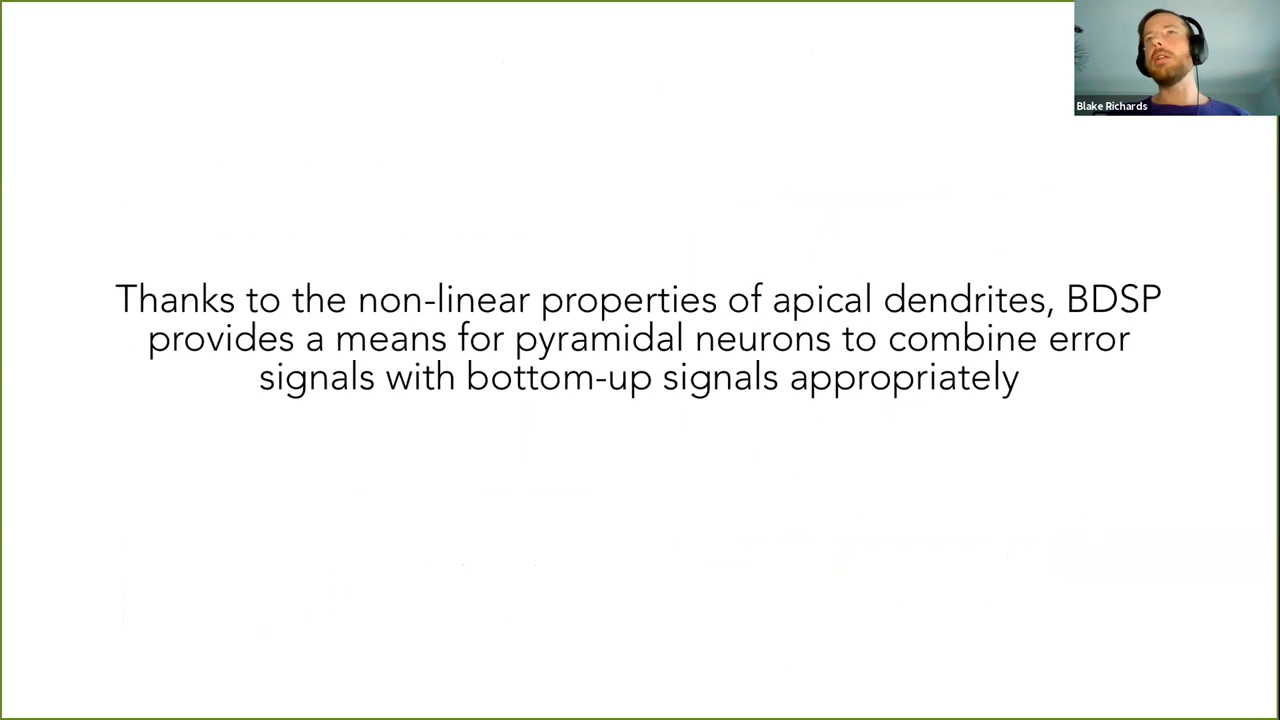 Blake Richards
Thanks to the non-linear properties of apical dendrites, BDSP
provides a means for pyramidal neurons to combine error
signals with bottom-up signals appropriately